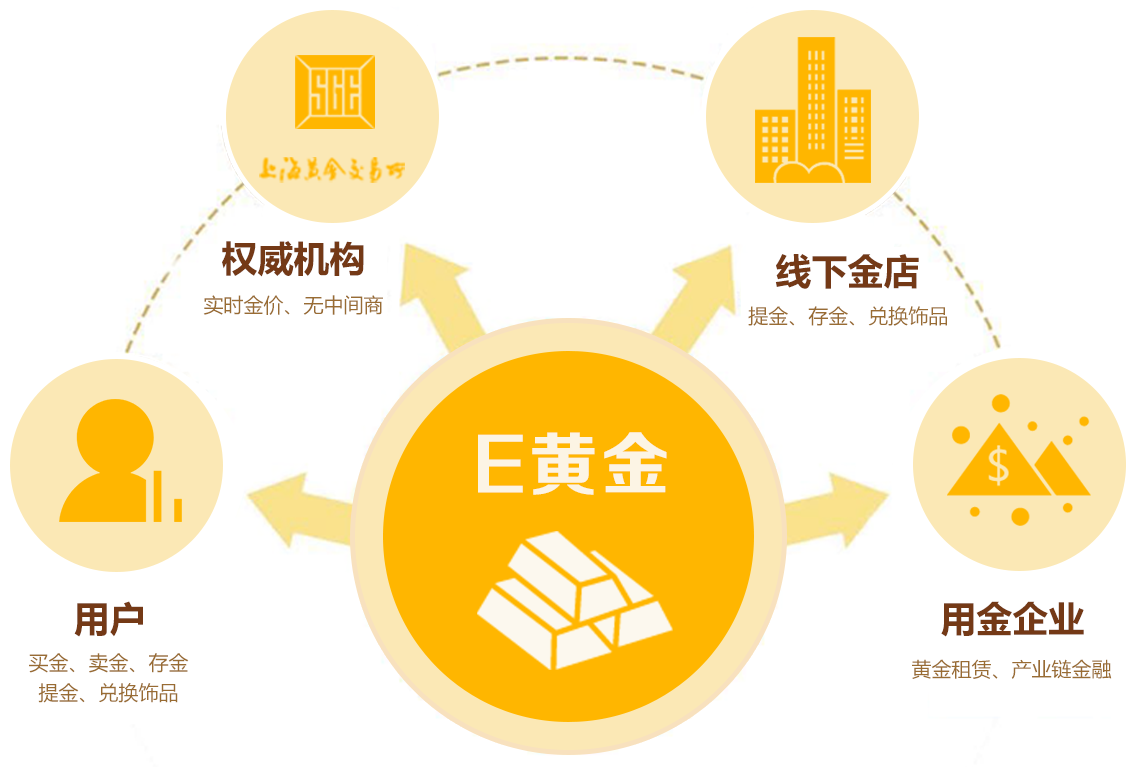 SGE
上海黄金交易所
权威机构
实时金价、无中间商
线下金店
提金、存金、兑换饰品
E黄金
$
用户
买金、卖金、存金
提金、兑换饰品
用金企业
黄金租赁、产业链金融